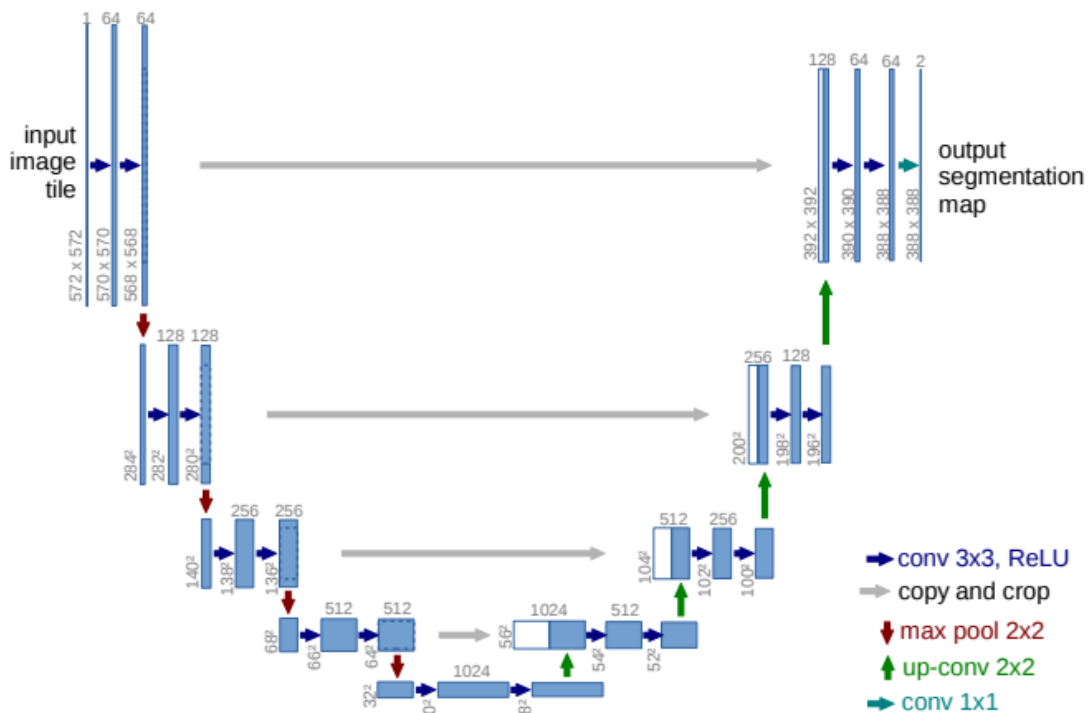 1
64
64
input
image
tile
572 x 572
570 x 570
568 x 568
128
64
64
2
output
segmentation
map
392 x 392
390 x 390
388 x 388
388 x 388
128
128
284²
282²
280²
256
128
200²
198²
196²
256
256
140²
138²
136²
512
256
104²
102²
100²
512
512
68²
66²
64²
1024
512
56²
54²
52²
1024
32²
0²
8²
conv 3x3, ReLU
copy and crop
max pool 2x2
up-conv 2x2
conv 1x1